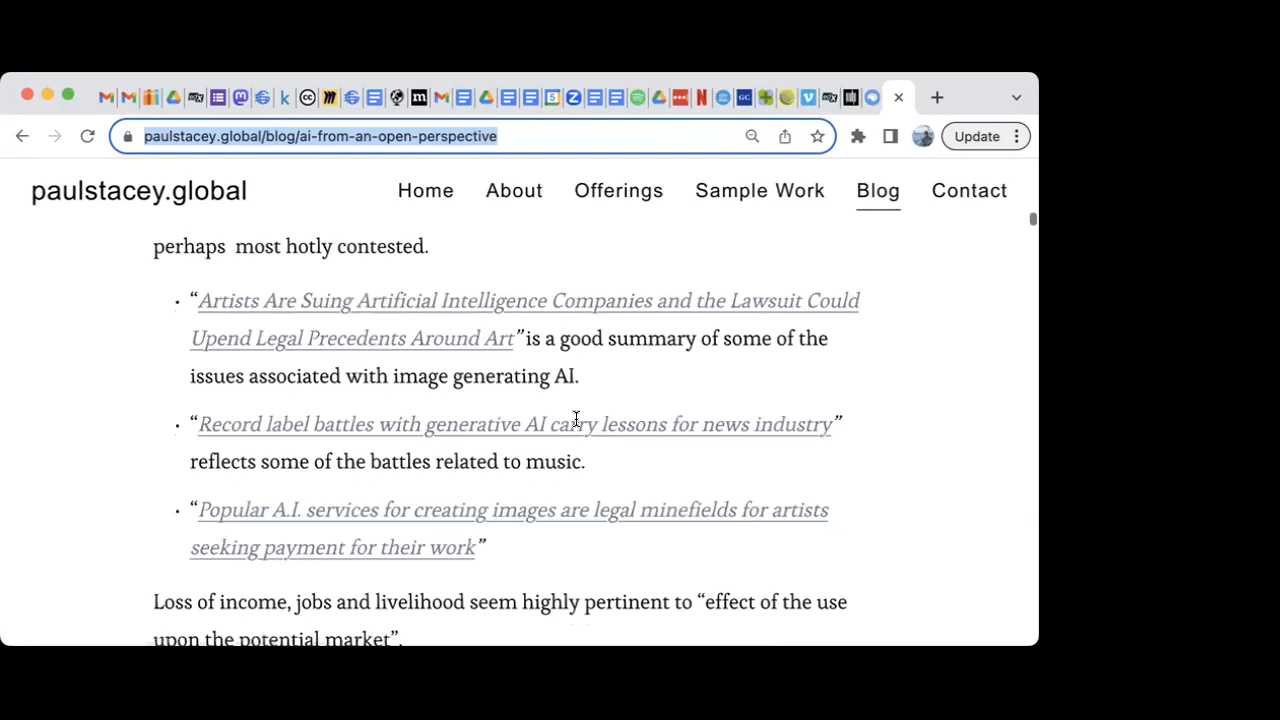 paulstacey.global/blog/ai-from-an-open-perspective
Update
paulstacey.global
Home
About
Offerings
Sample Work
Blog
Contact
perhaps most hotly contested.
• “Artists Are Suing Artificial Intelligence Companies and the Lawsuit Could
Upend Legal Precedents Around Art” is a good summary of some of the
issues associated with image generating AI.
• “Record label battles with generative AI carry lessons for news industry”
reflects some of the battles related to music.
• “Popular A.I. services for creating images are legal minefields for artists
seeking payment for their work”
Loss of income, jobs and livelihood seem highly pertinent to “effect of the use
upon the potential market”.